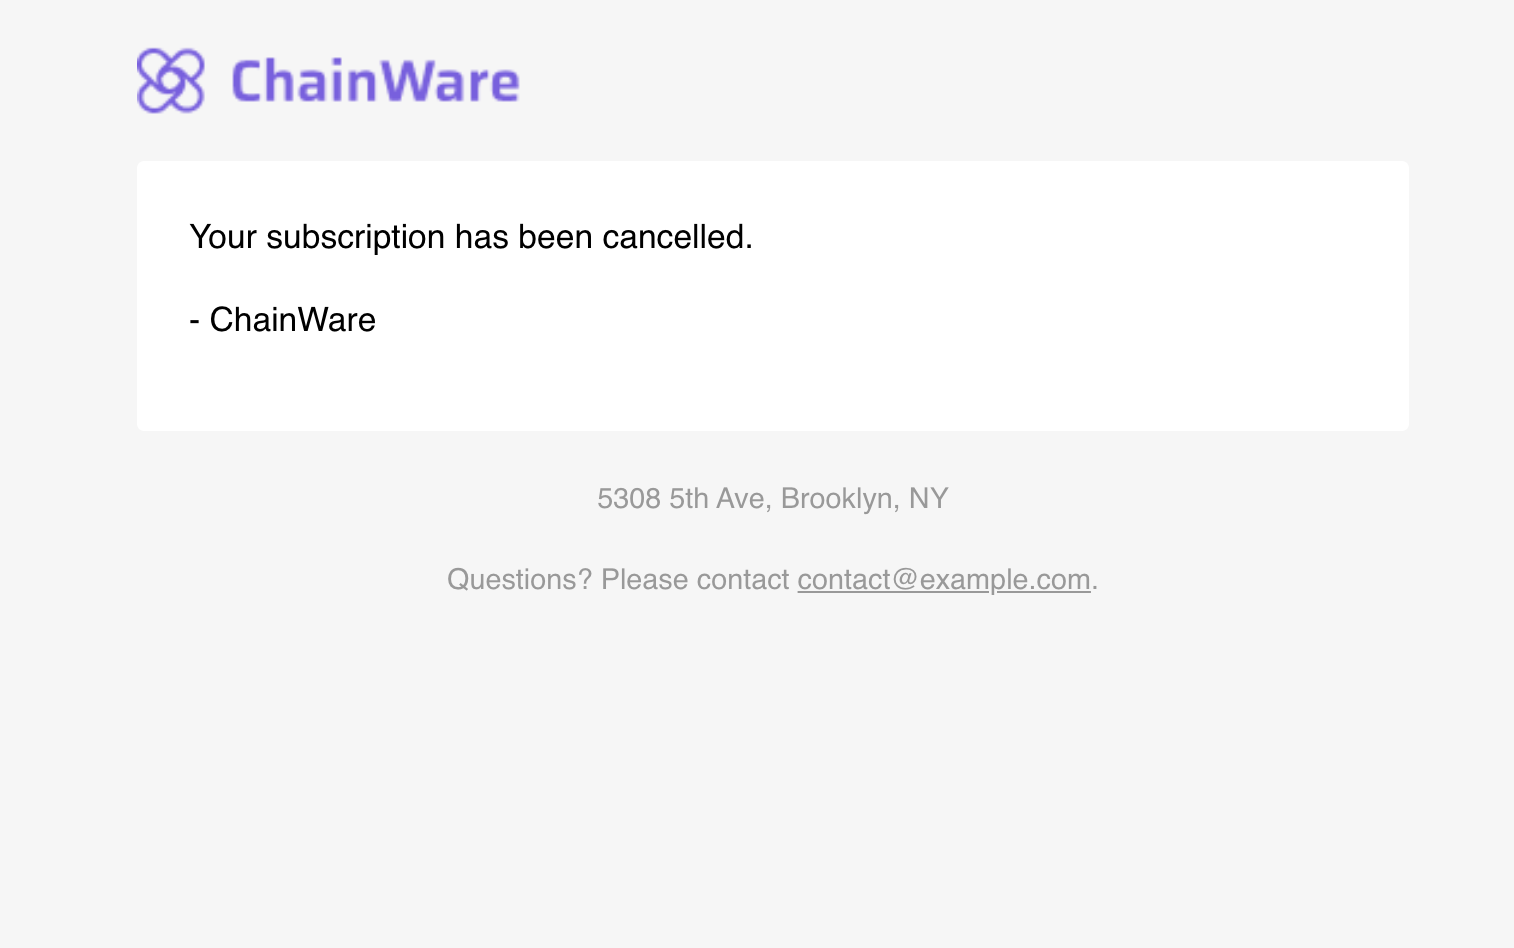 ChainWare
Your subscription has been cancelled.
- ChainWare
5308 5th Ave, Brooklyn, NY
Questions? Please contact contact@example.com.